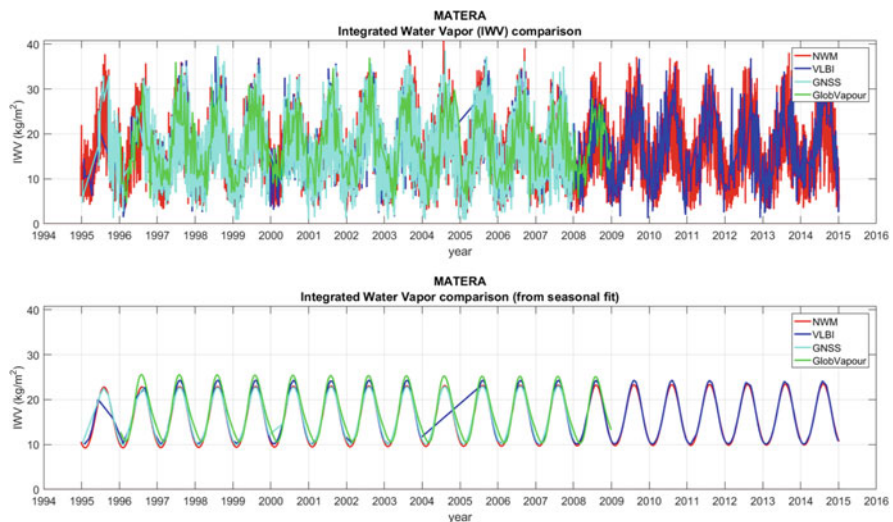 MATERA
Integrated Water Vapor (IWV) comparison
40
30
20
10
0
IWV (kg/m²)
NWM
VLBI
GNSS
GlobVapour
1994 1995 1996 1997 1998 1999 2000 2001 2002 2003 2004 2005 2006 2007 2008 2009 2010 2011 2012 2013 2014 2015 2016
year
MATERA
Integrated Water Vapor comparison (from seasonal fit)
40
30
20
10
0
IWV (kg/m²)
NWM
VLBI
GNSS
GlobVapour
1994 1995 1996 1997 1998 1999 2000 2001 2002 2003 2004 2005 2006 2007 2008 2009 2010 2011 2012 2013 2014 2015 2016
year